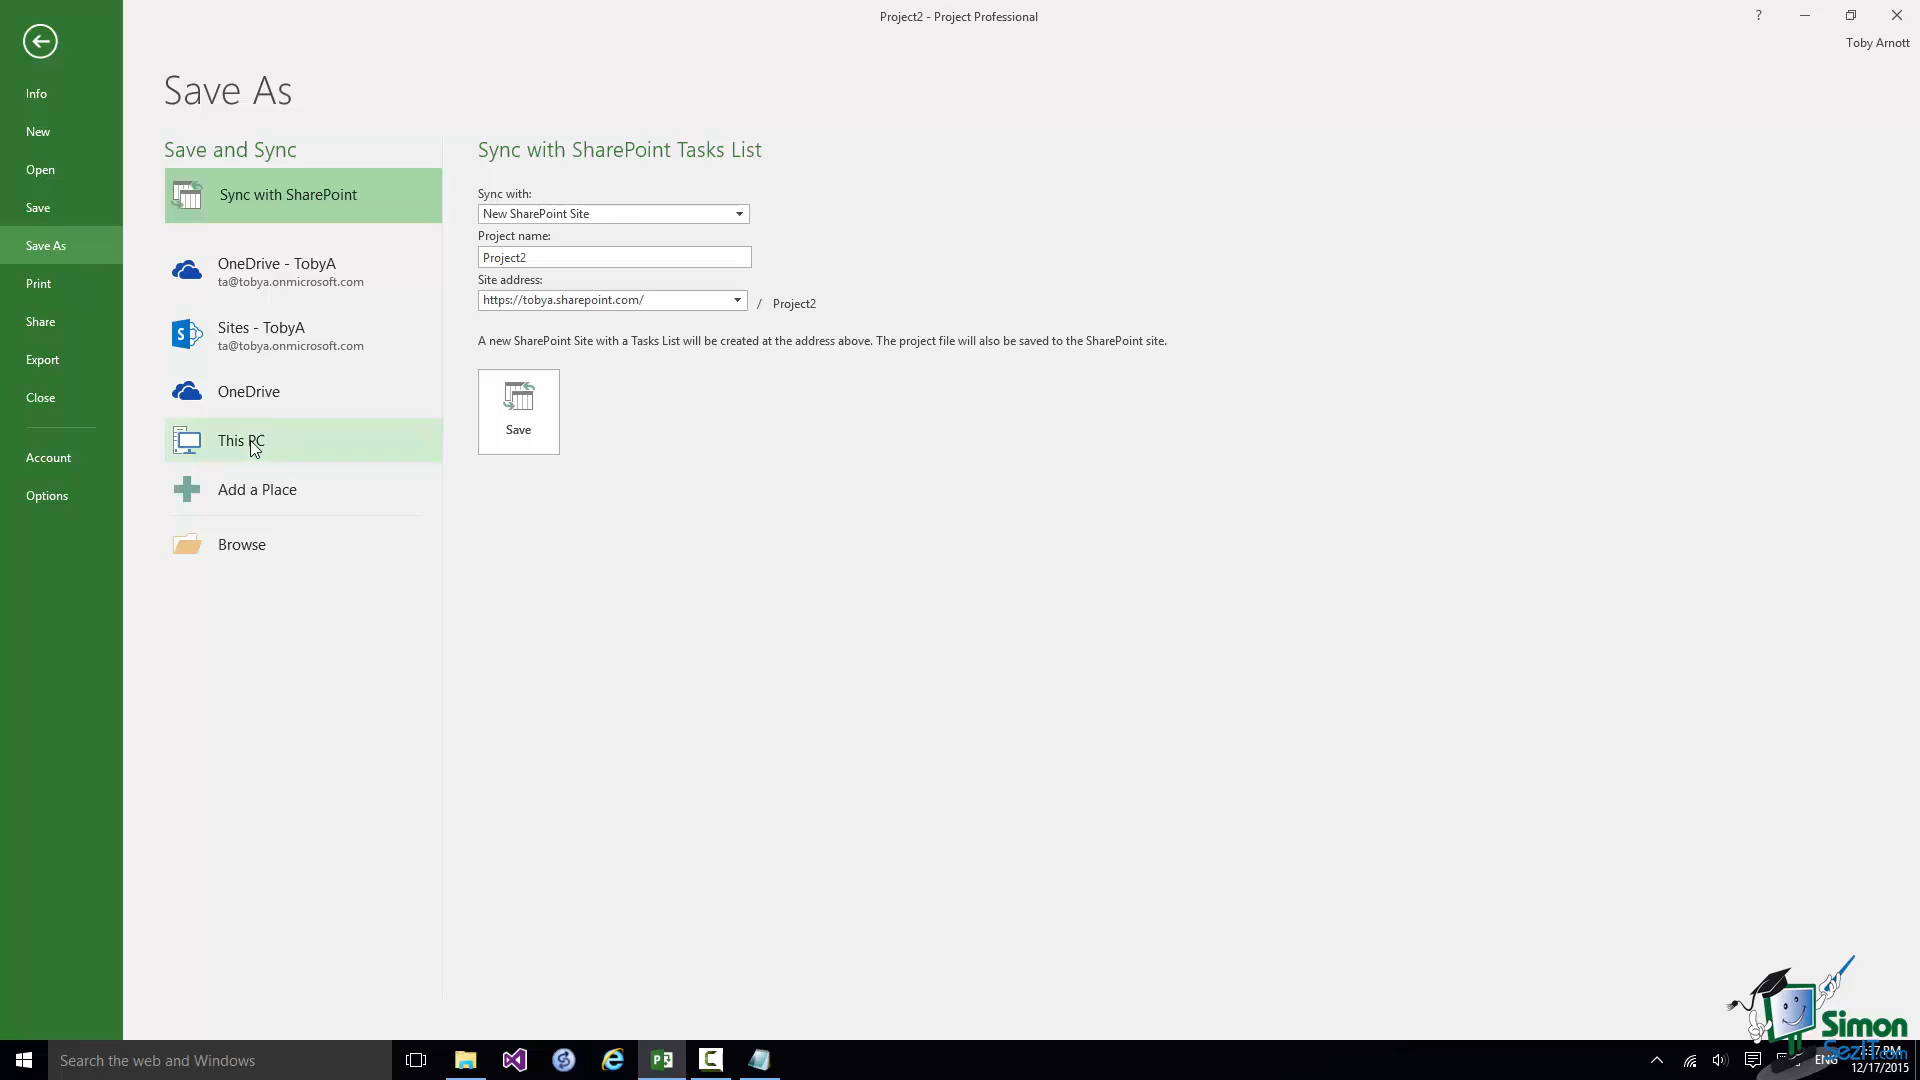 Project2 - Project Professional
?
Toby Arnott
Info
New
Open
Save
Save As
Print
Share
Export
Close
Account
Options
Save As
Save and Sync
Sync with SharePoint
OneDrive - TobyA
ta@tobya.onmicrosoft.com
Sites - TobyA
ta@tobya.onmicrosoft.com
OneDrive
This PC
Add a Place
Browse
Sync with SharePoint Tasks List
Sync with:
New SharePoint Site
Project name:
Project2
Site address:
https://tobya.sharepoint.com/ / Project2
A new SharePoint Site with a Tasks List will be created at the address above. The project file will also be saved to the SharePoint site.
Save
Simon
SezIT.com
Search the web and Windows
ENG
12/17/2015